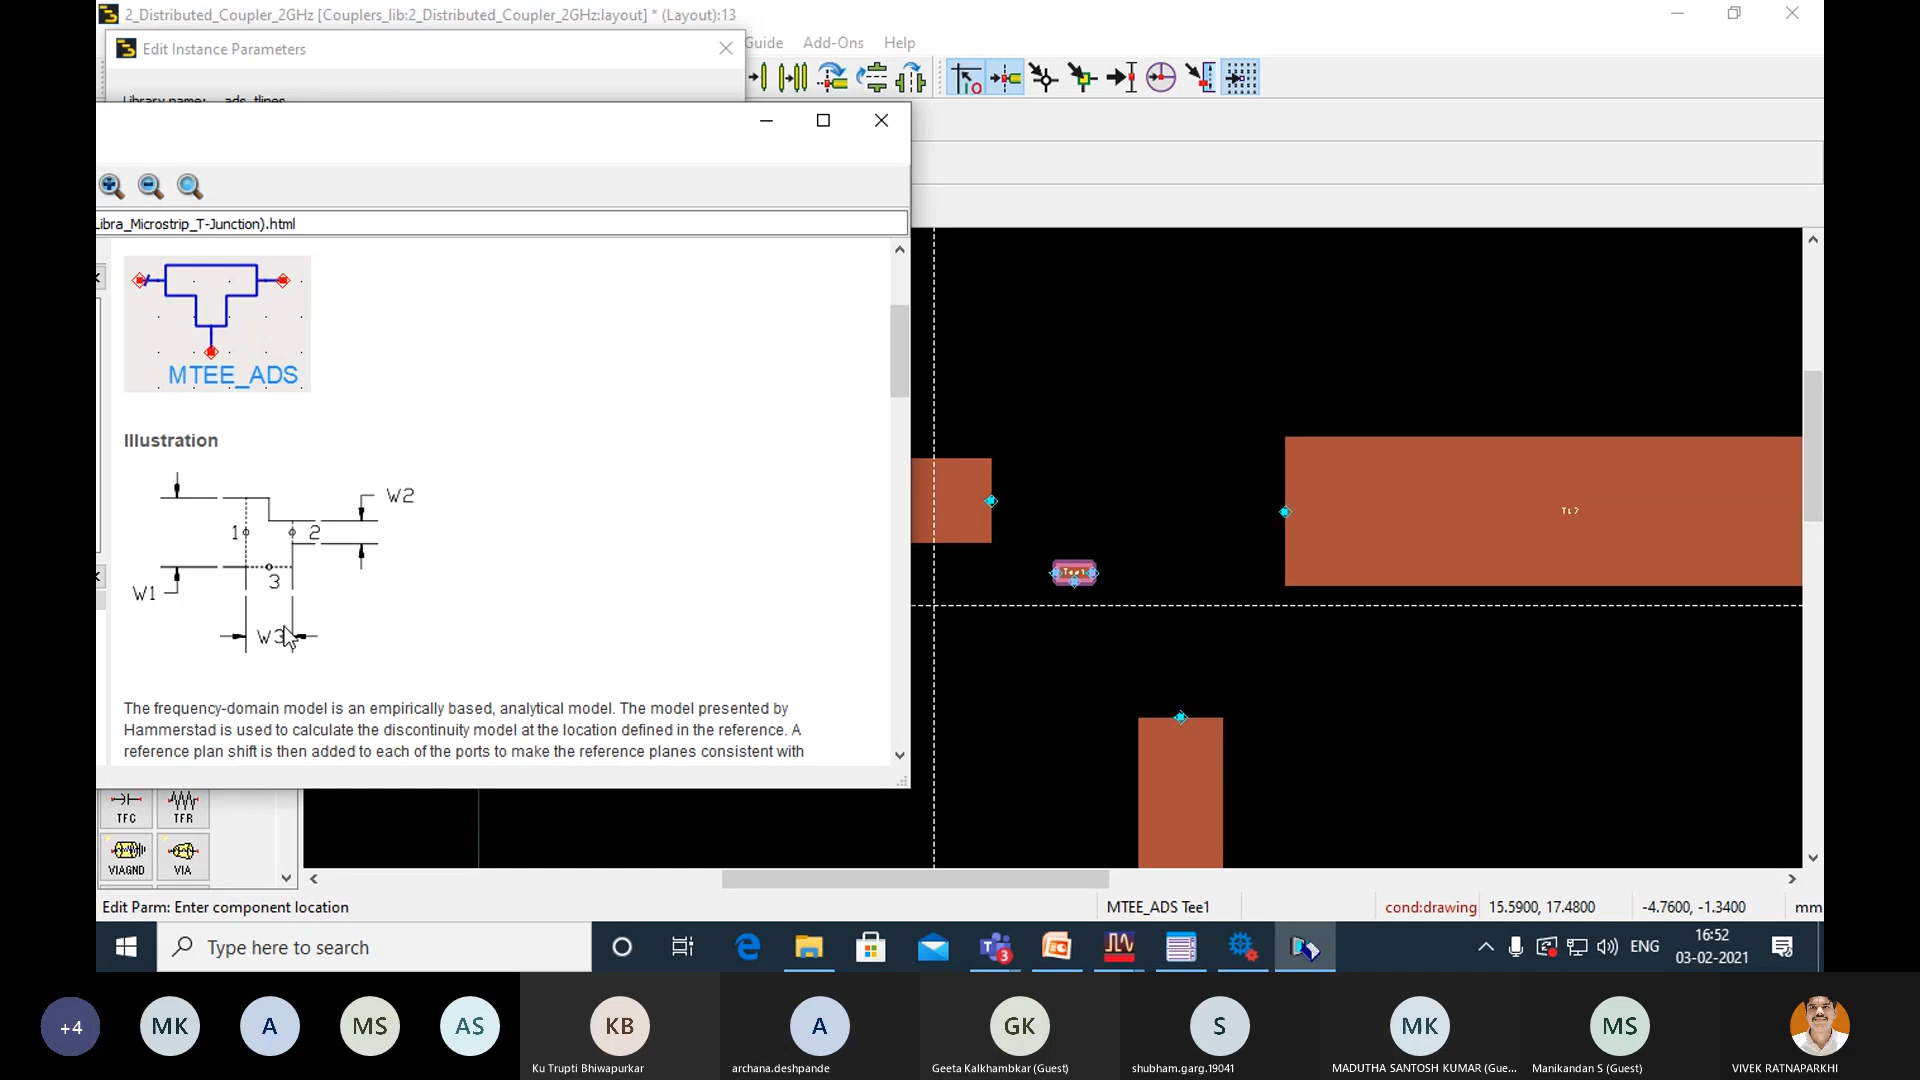 2_Distributed_Coupler_2GHz [Couplers_lib:2_Distributed_Coupler_2GHz:layout] * (Layout):13
Edit Instance Parameters
Guide Add-Ons Help
Library name: ads_tlines
Libra_Microstrip_T-Junction).html
MTEE_ADS
Illustration
W2
1
2
3
W1
W3
Tee1
The frequency-domain model is an empirically based, analytical model. The model presented by
Hammerstad is used to calculate the discontinuity model at the location defined in the reference. A
reference plan shift is then added to each of the ports to make the reference planes consistent with
TFC TFR
VIAGND VIA
Edit Parm: Enter component location
MTEE_ADS Tee1
cond:drawing
15.5900, 17.4800
-4.7600, -1.3400
mm
Type here to search
3
ENG
16:52
03-02-2021
+4
MK
A
MS
AS
KB
A
GK
S
MK
MS
Ku Trupti Bhiwapurkar
archana.deshpande
Geeta Kalkhambkar (Guest)
shubham.garg.19041
MADUTHA SANTOSH KUMAR (Gue...
Manikandan S (Guest)
VIVEK RATNAPARKHI